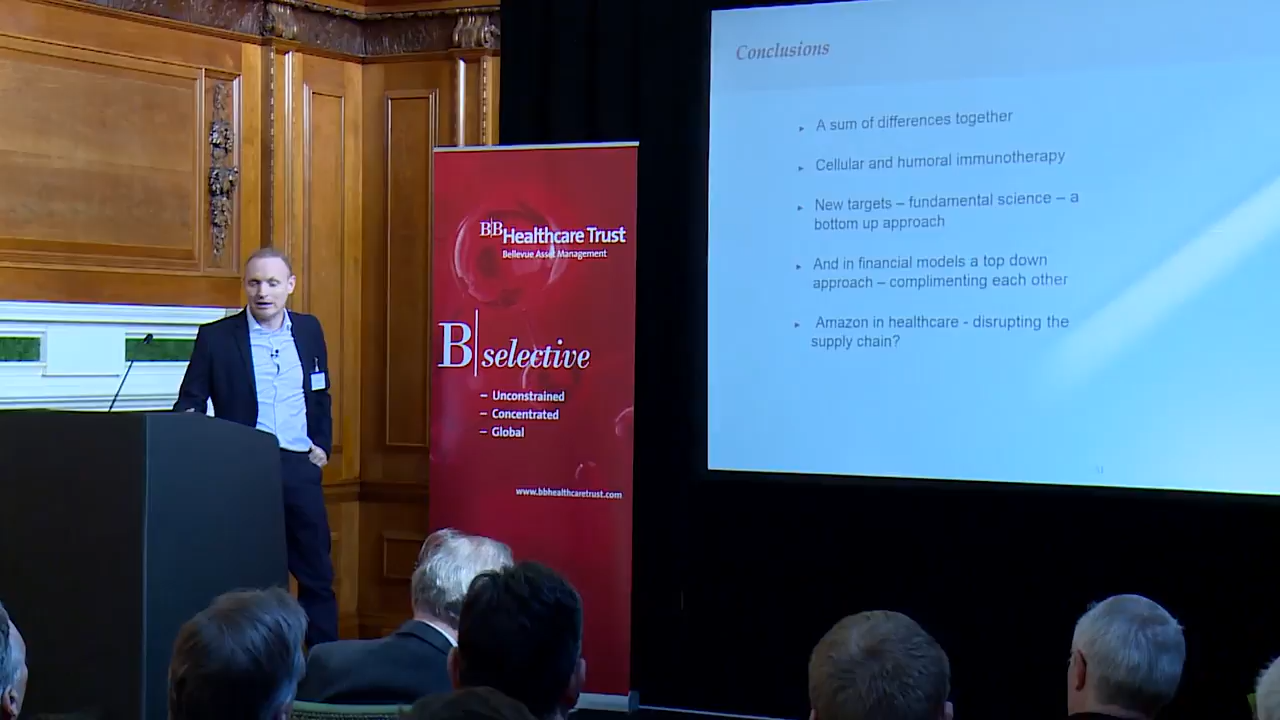 BB Healthcare Trust
Bellevue Asset Management
B selective
– Unconstrained
– Concentrated
– Global
www.bbhealthcaretrust.com
Conclusions
▸ A sum of differences together
▸ Cellular and humoral immunotherapy
▸ New targets – fundamental science – a
bottom up approach
▸ And in financial models a top down
approach – complimenting each other
▸ Amazon in healthcare - disrupting the
supply chain?